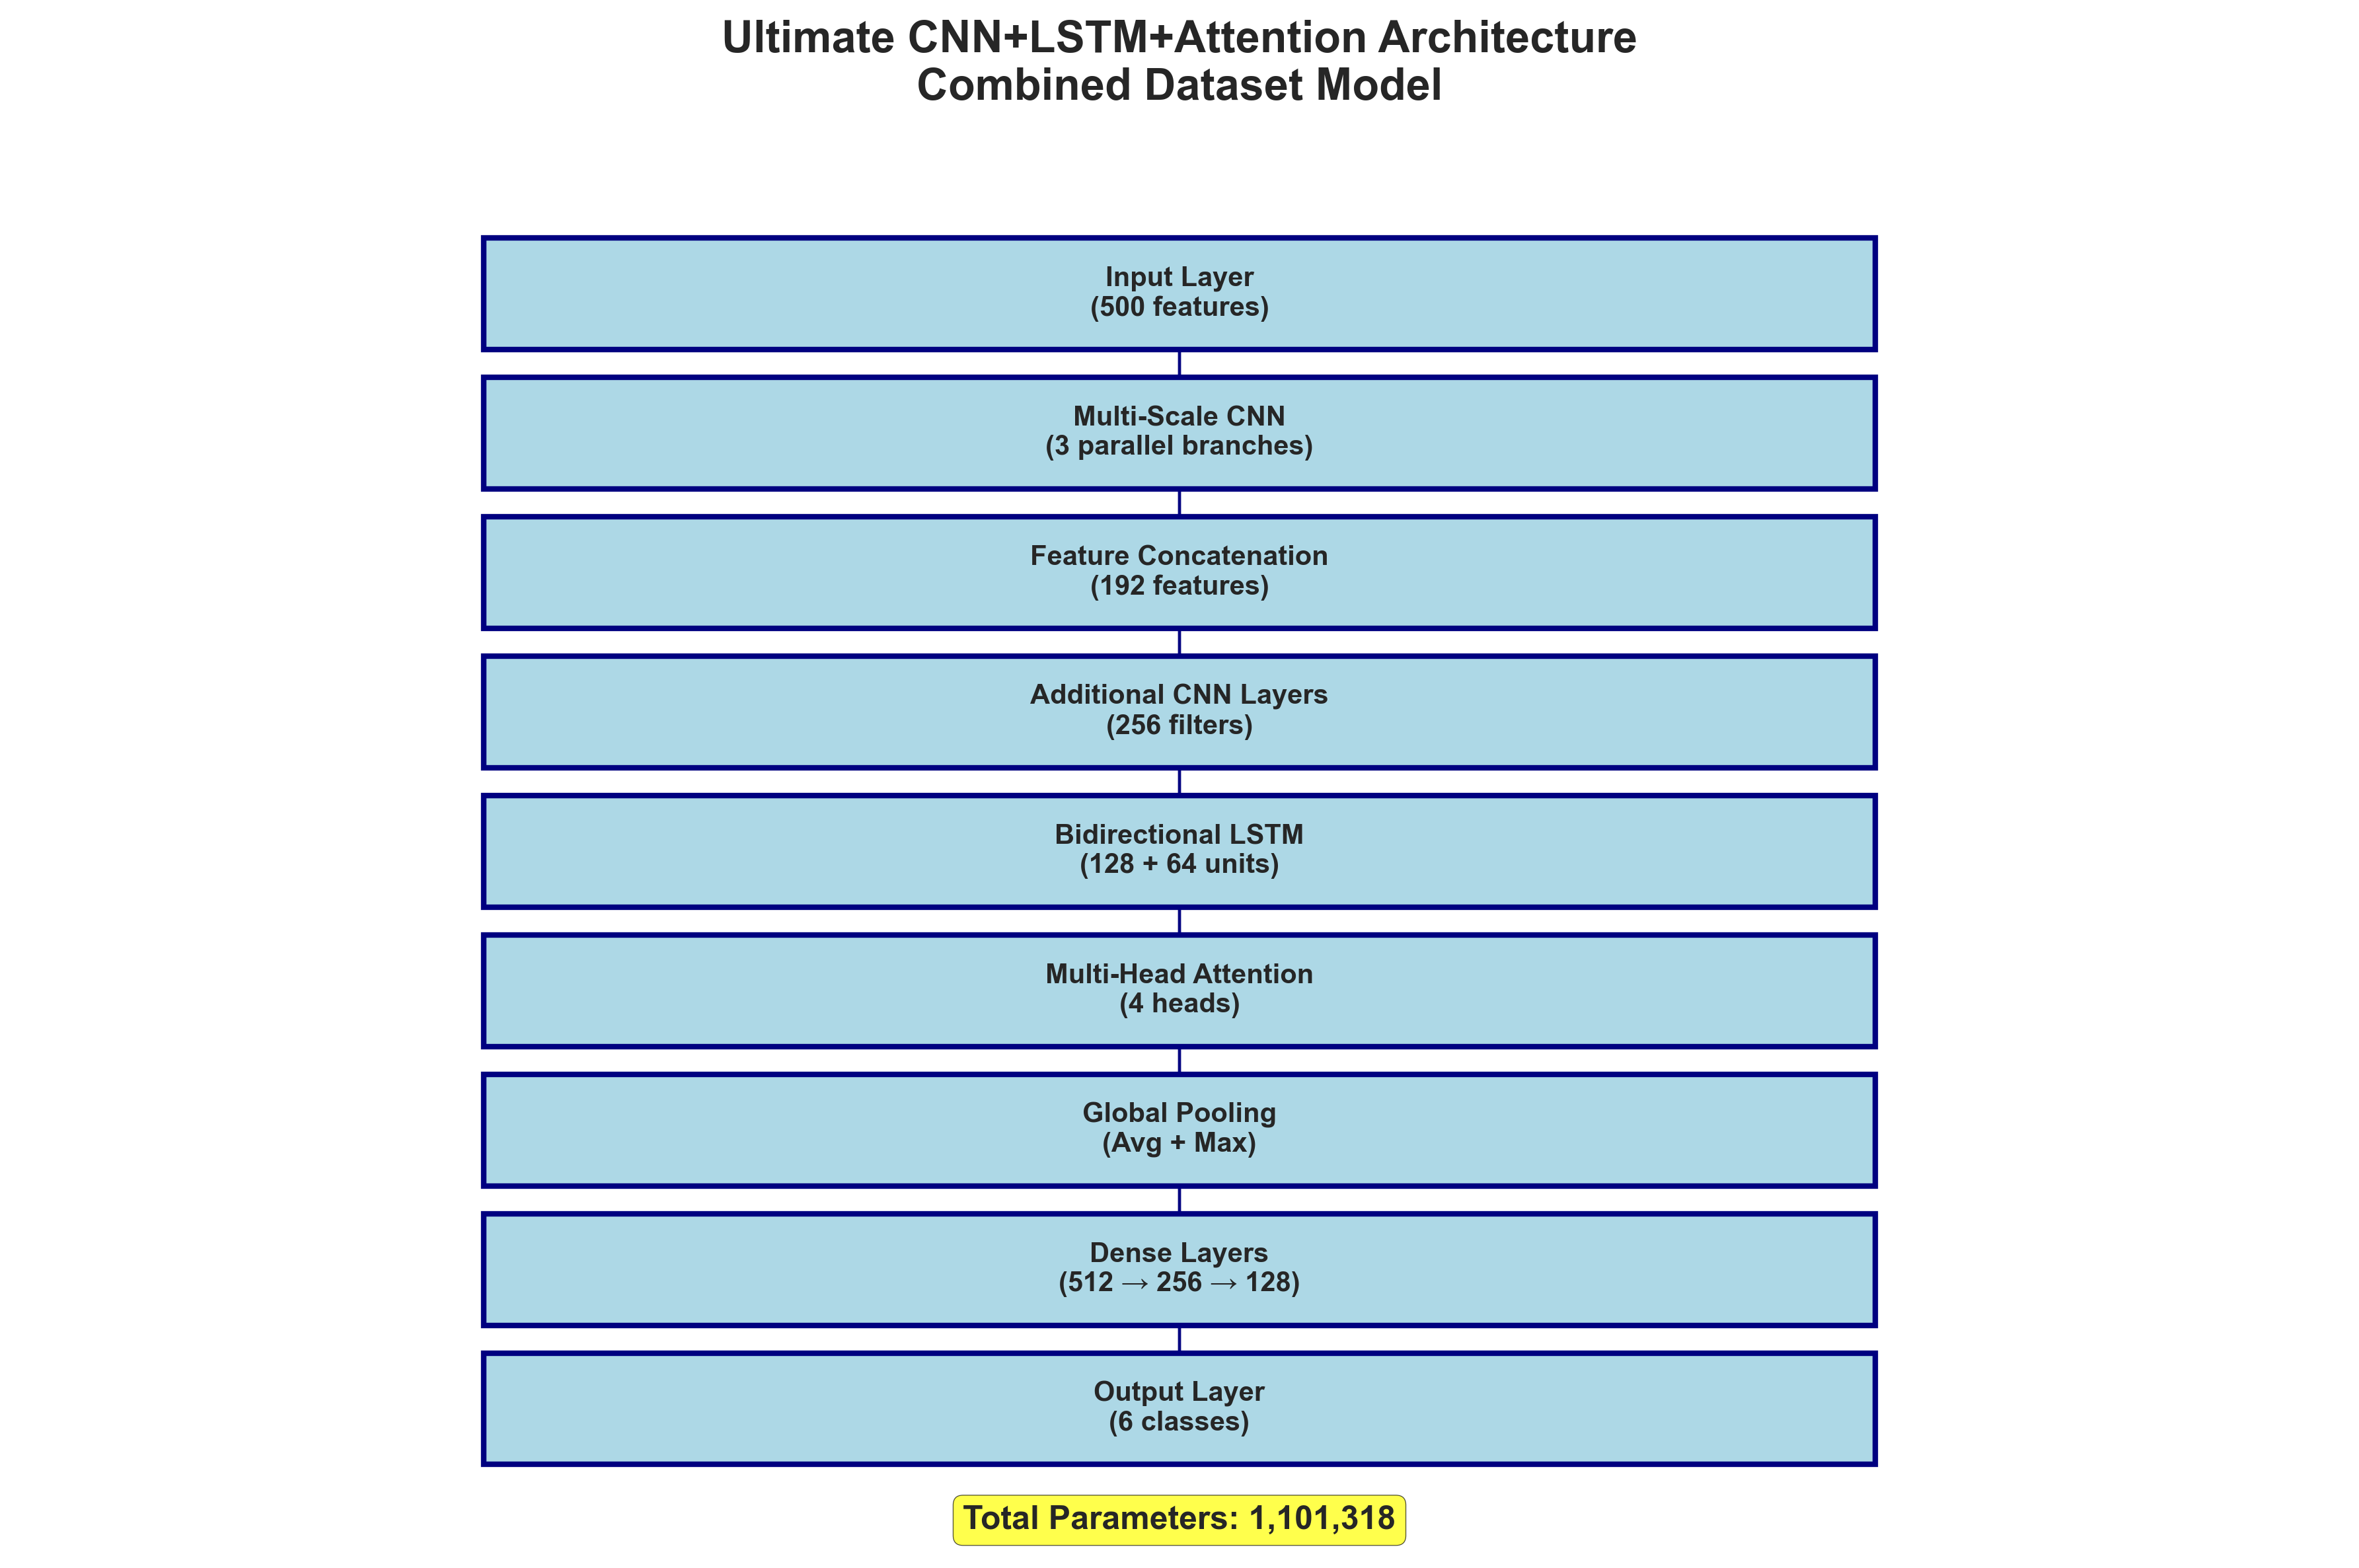 Ultimate CNN+LSTM+Attention Architecture
Combined Dataset Model
Input Layer
(500 features)
Multi-Scale CNN
(3 parallel branches)
Feature Concatenation
(192 features)
Additional CNN Layers
(256 filters)
Bidirectional LSTM
(128 + 64 units)
Multi-Head Attention
(4 heads)
Global Pooling
(Avg + Max)
Dense Layers
(512 → 256 → 128)
Output Layer
(6 classes)
Total Parameters: 1,101,318